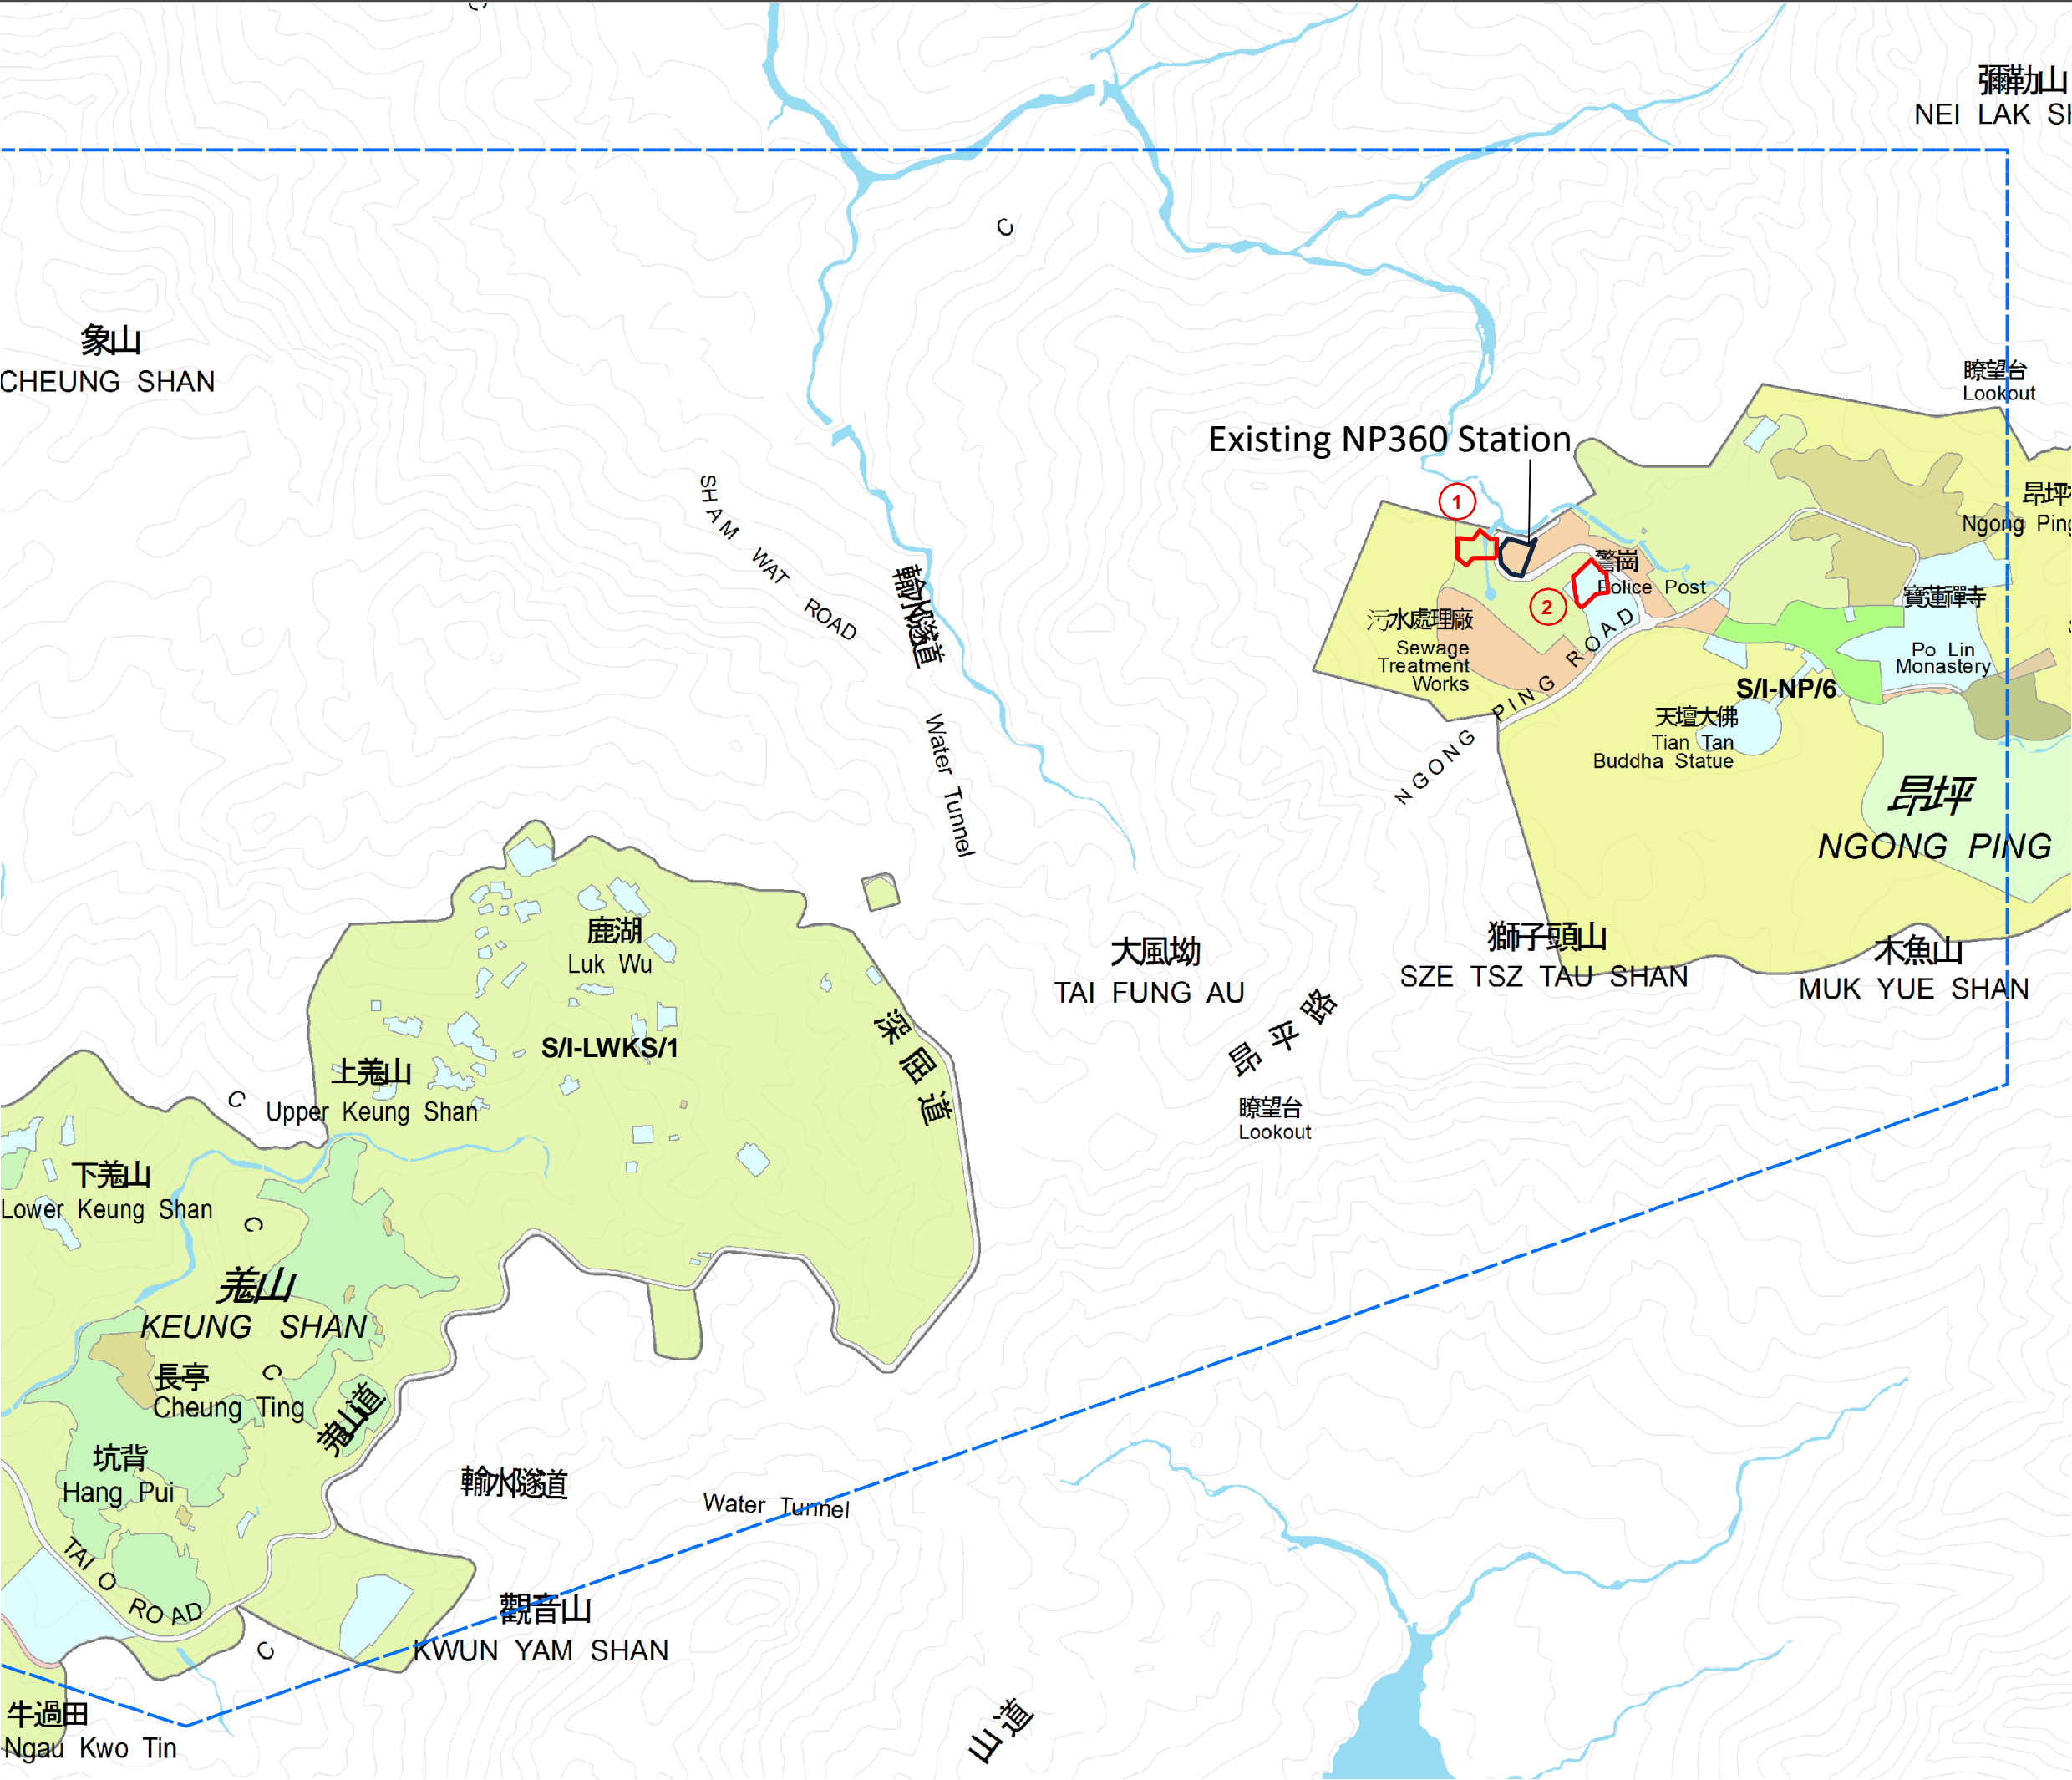 彌勒山
象山
CHEUNG SHAN
瞭望台
Lookout
Existing NP360 Station
SHAM WAT ROAD
輸水隧道
Water Tunnel
1
2
警崗
Police Post
污水處理廠
Sewage
Treatment
Works
NGONG PING ROAD
寶蓮禪寺
Po Lin
Monastery
S/I-NP/6
天壇大佛
Tian Tan
Buddha Statue
昂坪
NGONG PING
鹿湖
Luk Wu
S/I-LWKS/1
上羗山
Upper Keung Shan
深屈道
大風坳
TAI FUNG AU
獅子頭山
SZE TSZ TAU SHAN
木魚山
MUK YUE SHAN
昂平路
瞭望台
Lookout
下羗山
Lower Keung Shan
羗山
KEUNG SHAN
長亭
Cheung Ting
羗山道
坑背
Hang Pui
輸水隧道
Water Tunnel
TAI O ROAD
觀音山
KWUN YAM SHAN
牛過田
Ngau Kwo Tin
山道
C
C
C
C
C
NEI LAK
Ngong